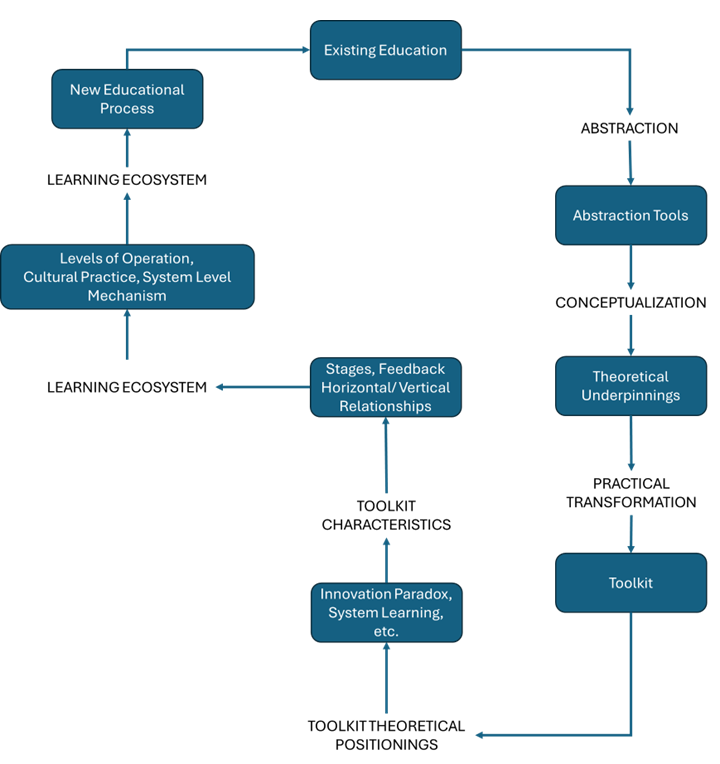 Existing Education
New Educational
Process
ABSTRACTION
LEARNING ECOSYSTEM
Abstraction Tools
Levels of Operation,
Cultural Practice, System Level
Mechanism
CONCEPTUALIZATION
Stages, Feedback
Horizontal/ Vertical
Relationships
Theoretical
Underpinnings
LEARNING ECOSYSTEM
PRACTICAL
TRANSFORMATION
TOOLKIT
CHARACTERISTICS
Toolkit
Innovation Paradox,
System Learning,
etc.
TOOLKIT THEORETICAL
POSITIONINGS